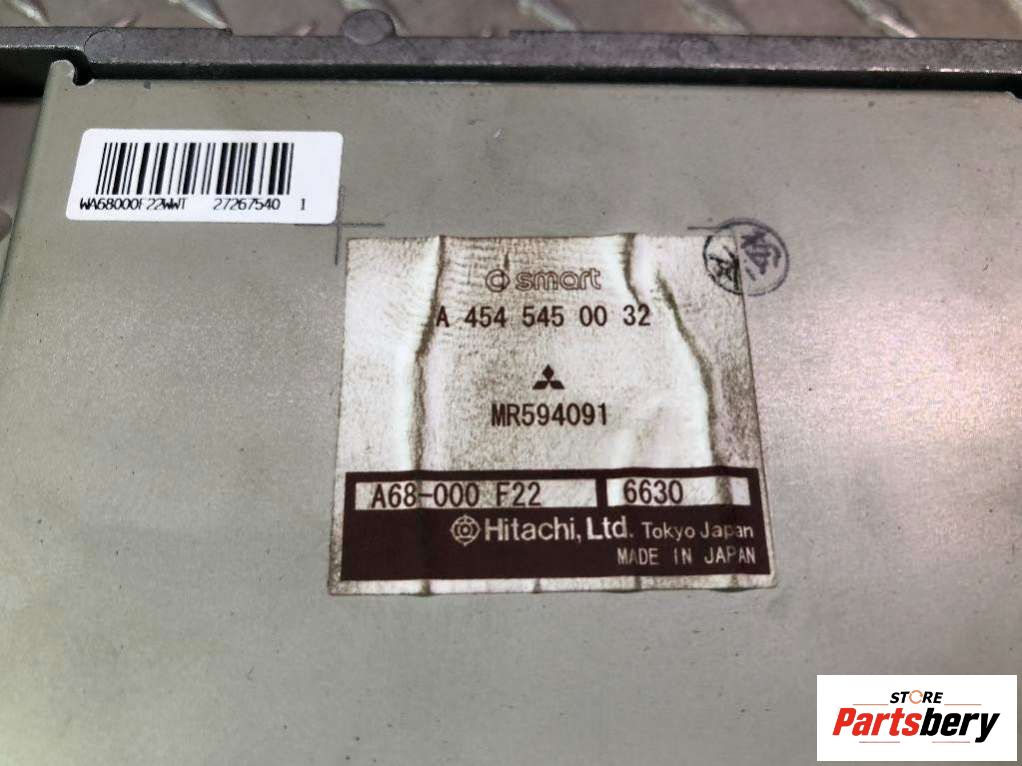 WA68000F22WWT 27267540 1
smart
A 454 545 00 32
MR594091
A68-000 F22 6630
Hitachi, Ltd. Tokyo Japan
MADE IN JAPAN
STORE
Partsbery